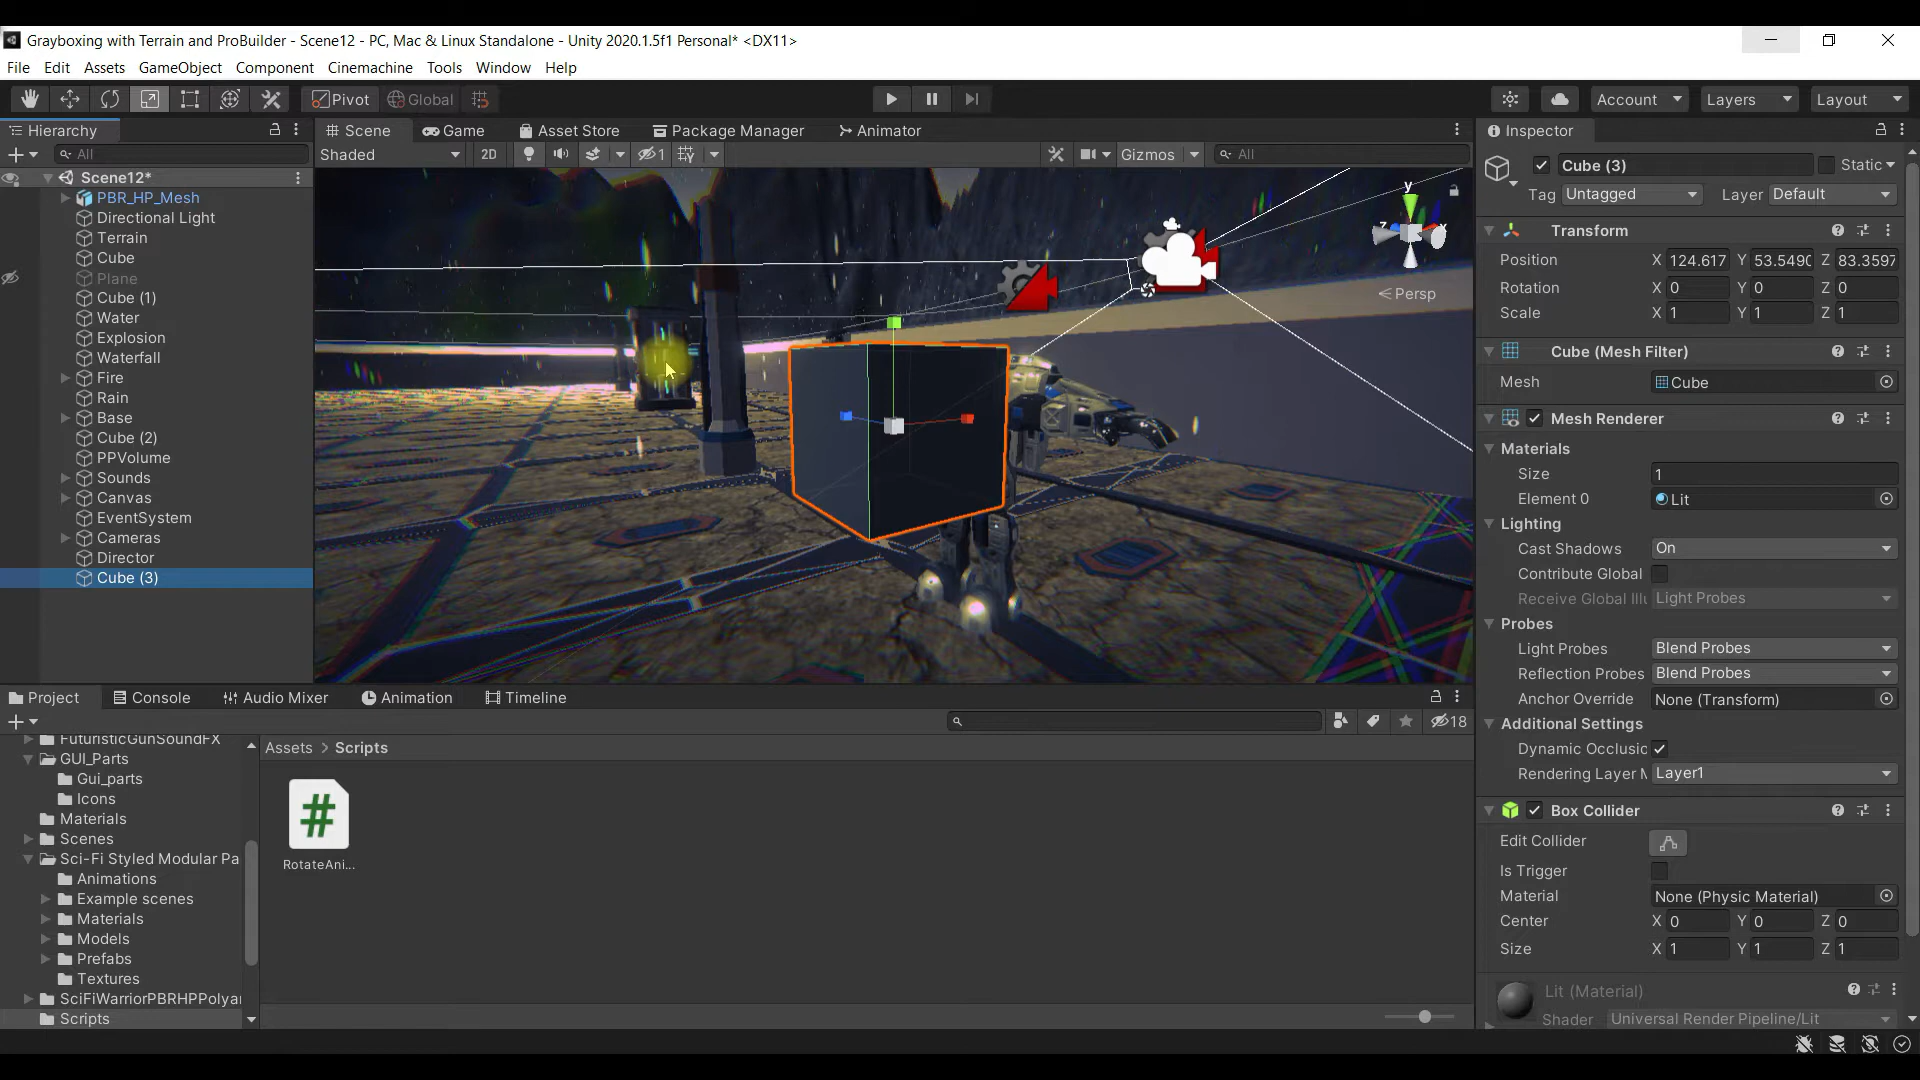 Grayboxing with Terrain and ProBuilder - Scene12 - PC, Mac & Linux Standalone - Unity 2020.1.5f1 Personal* <DX11>
File Edit Assets GameObject Component Cinemachine Tools Window Help
Pivot Global Account Layers Layout
Hierarchy
All
Scene12*
PBR_HP_Mesh
Directional Light
Terrain
Cube
Plane
Cube (1)
Water
Explosion
Waterfall
Fire
Rain
Base
Cube (2)
PPVolume
Sounds
Canvas
EventSystem
Cameras
Director
Cube (3)
Scene Game Asset Store Package Manager Animator
Shaded 2D 1 Gizmos All
y
z x
Persp
Inspector
Cube (3) Static
Tag Untagged Layer Default
Transform
Position X 124.617 Y 53.549 Z 83.3597
Rotation X 0 Y 0 Z 0
Scale X 1 Y 1 Z 1
Cube (Mesh Filter)
Mesh Cube
Mesh Renderer
Materials
Size 1
Element 0 Lit
Lighting
Cast Shadows On
Contribute Global
Receive Global Illu Light Probes
Probes
Light Probes Blend Probes
Reflection Probes Blend Probes
Anchor Override None (Transform)
Additional Settings
Dynamic Occlusio
Rendering Layer M Layer1
Box Collider
Edit Collider
Is Trigger
Material None (Physic Material)
Center X 0 Y 0 Z 0
Size X 1 Y 1 Z 1
Lit (Material)
Shader Universal Render Pipeline/Lit
Project Console Audio Mixer Animation Timeline
18
FuturisticGunSoundFX
GUI_Parts
Gui_parts
Icons
Materials
Scenes
Sci-Fi Styled Modular Pa
Animations
Example scenes
Materials
Models
Prefabs
Textures
SciFiWarriorPBRHPPolyar
Scripts
Assets > Scripts
#
RotateAni...